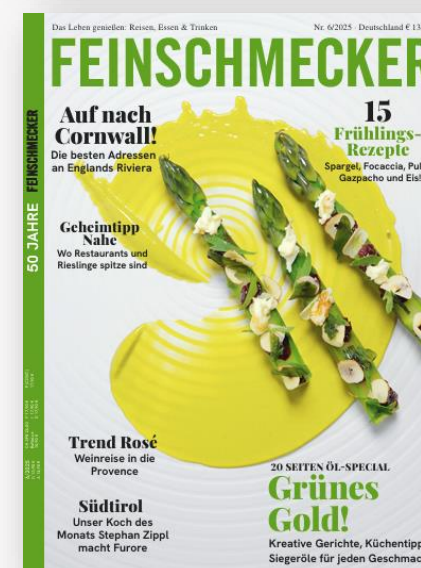 Das Leben genießen: Reisen, Essen & Trinken
Nr. 6/2025 · Deutschland € 13
FEINSCHMECKER
50 JAHRE FEINSCHMECKER
Auf nach
Cornwall!
Die besten Adressen
an Englands Riviera
15
Frühlings-
Rezepte
Spargel, Focaccia, Pul
Gazpacho und Eis!
Geheimtipp
Nahe
Wo Restaurants und
Rieslinge spitze sind
Trend Rosé
Weinreise in die
Provence
Südtirol
Unser Koch des
Monats Stephan Zippl
macht Furore
20 SEITEN ÖL-SPECIAL
Grünes
Gold!
Kreative Gerichte, Küchentipp
Siegeröle für jeden Geschmac